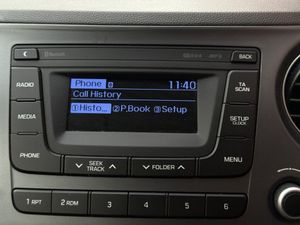 Bluetooth
BACK
Phone 11:40
Call History
①Histo... ②P.Book ③Setup
RADIO
MEDIA
PHONE
TA
SCAN
SETUP
CLOCK
MENU
SEEK
TRACK
FOLDER
1 RPT
2 RDM
3
4
5
6